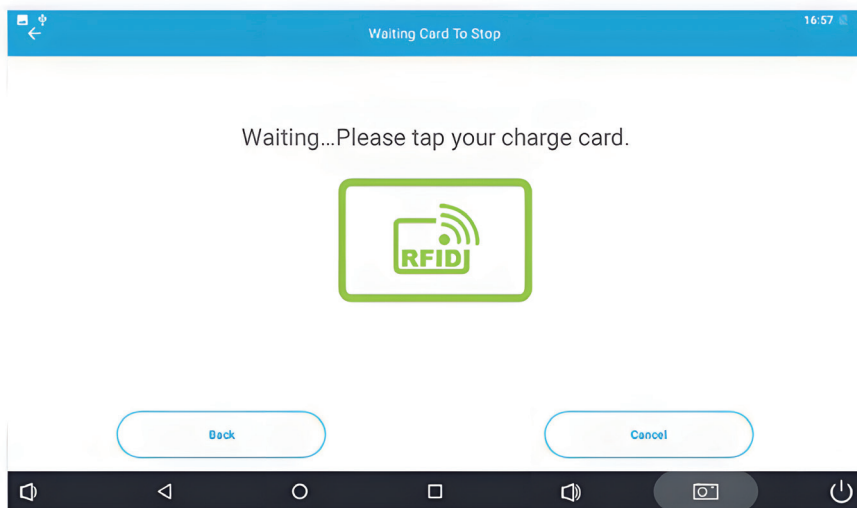 Waiting Card To Stop
16:57
Waiting...Please tap your charge card.
RFID
Back
Cancel